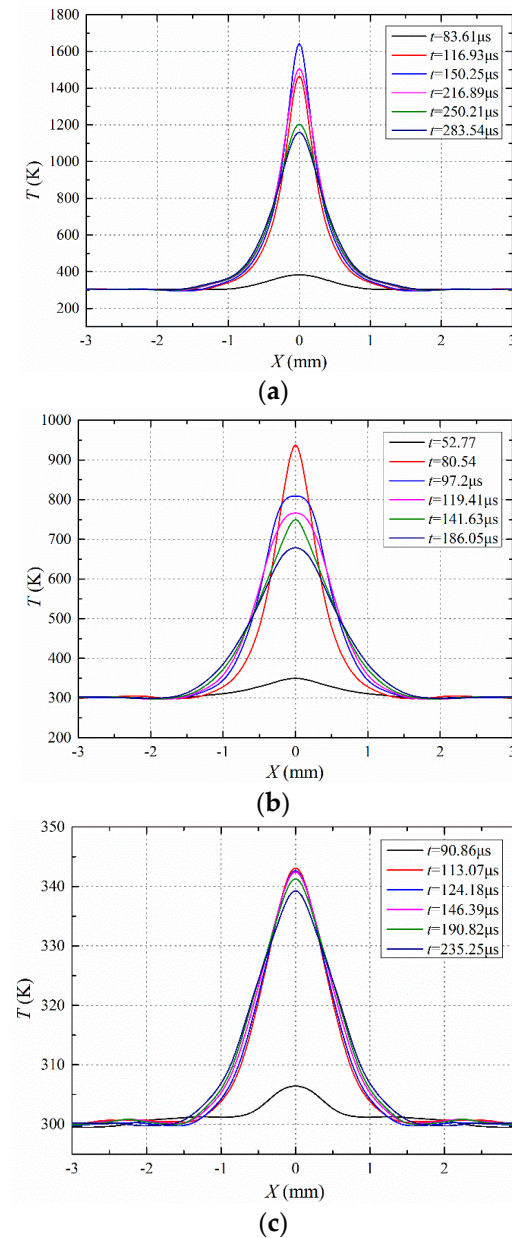 1800
1600
1400
1200
1000
800
600
400
200
T (K)
t=83.61μs
t=116.93μs
t=150.25μs
t=216.89μs
t=250.21μs
t=283.54μs
-3 -2 -1 0 1 2 3
X (mm)
(a)
1000
900
800
700
600
500
400
300
200
T (K)
t=52.77
t=80.54
t=97.2μs
t=119.41μs
t=141.63μs
t=186.05μs
-3 -2 -1 0 1 2 3
X (mm)
(b)
350
340
330
320
310
300
T (K)
t=90.86μs
t=113.07μs
t=124.18μs
t=146.39μs
t=190.82μs
t=235.25μs
-3 -2 -1 0 1 2 3
X (mm)
(c)